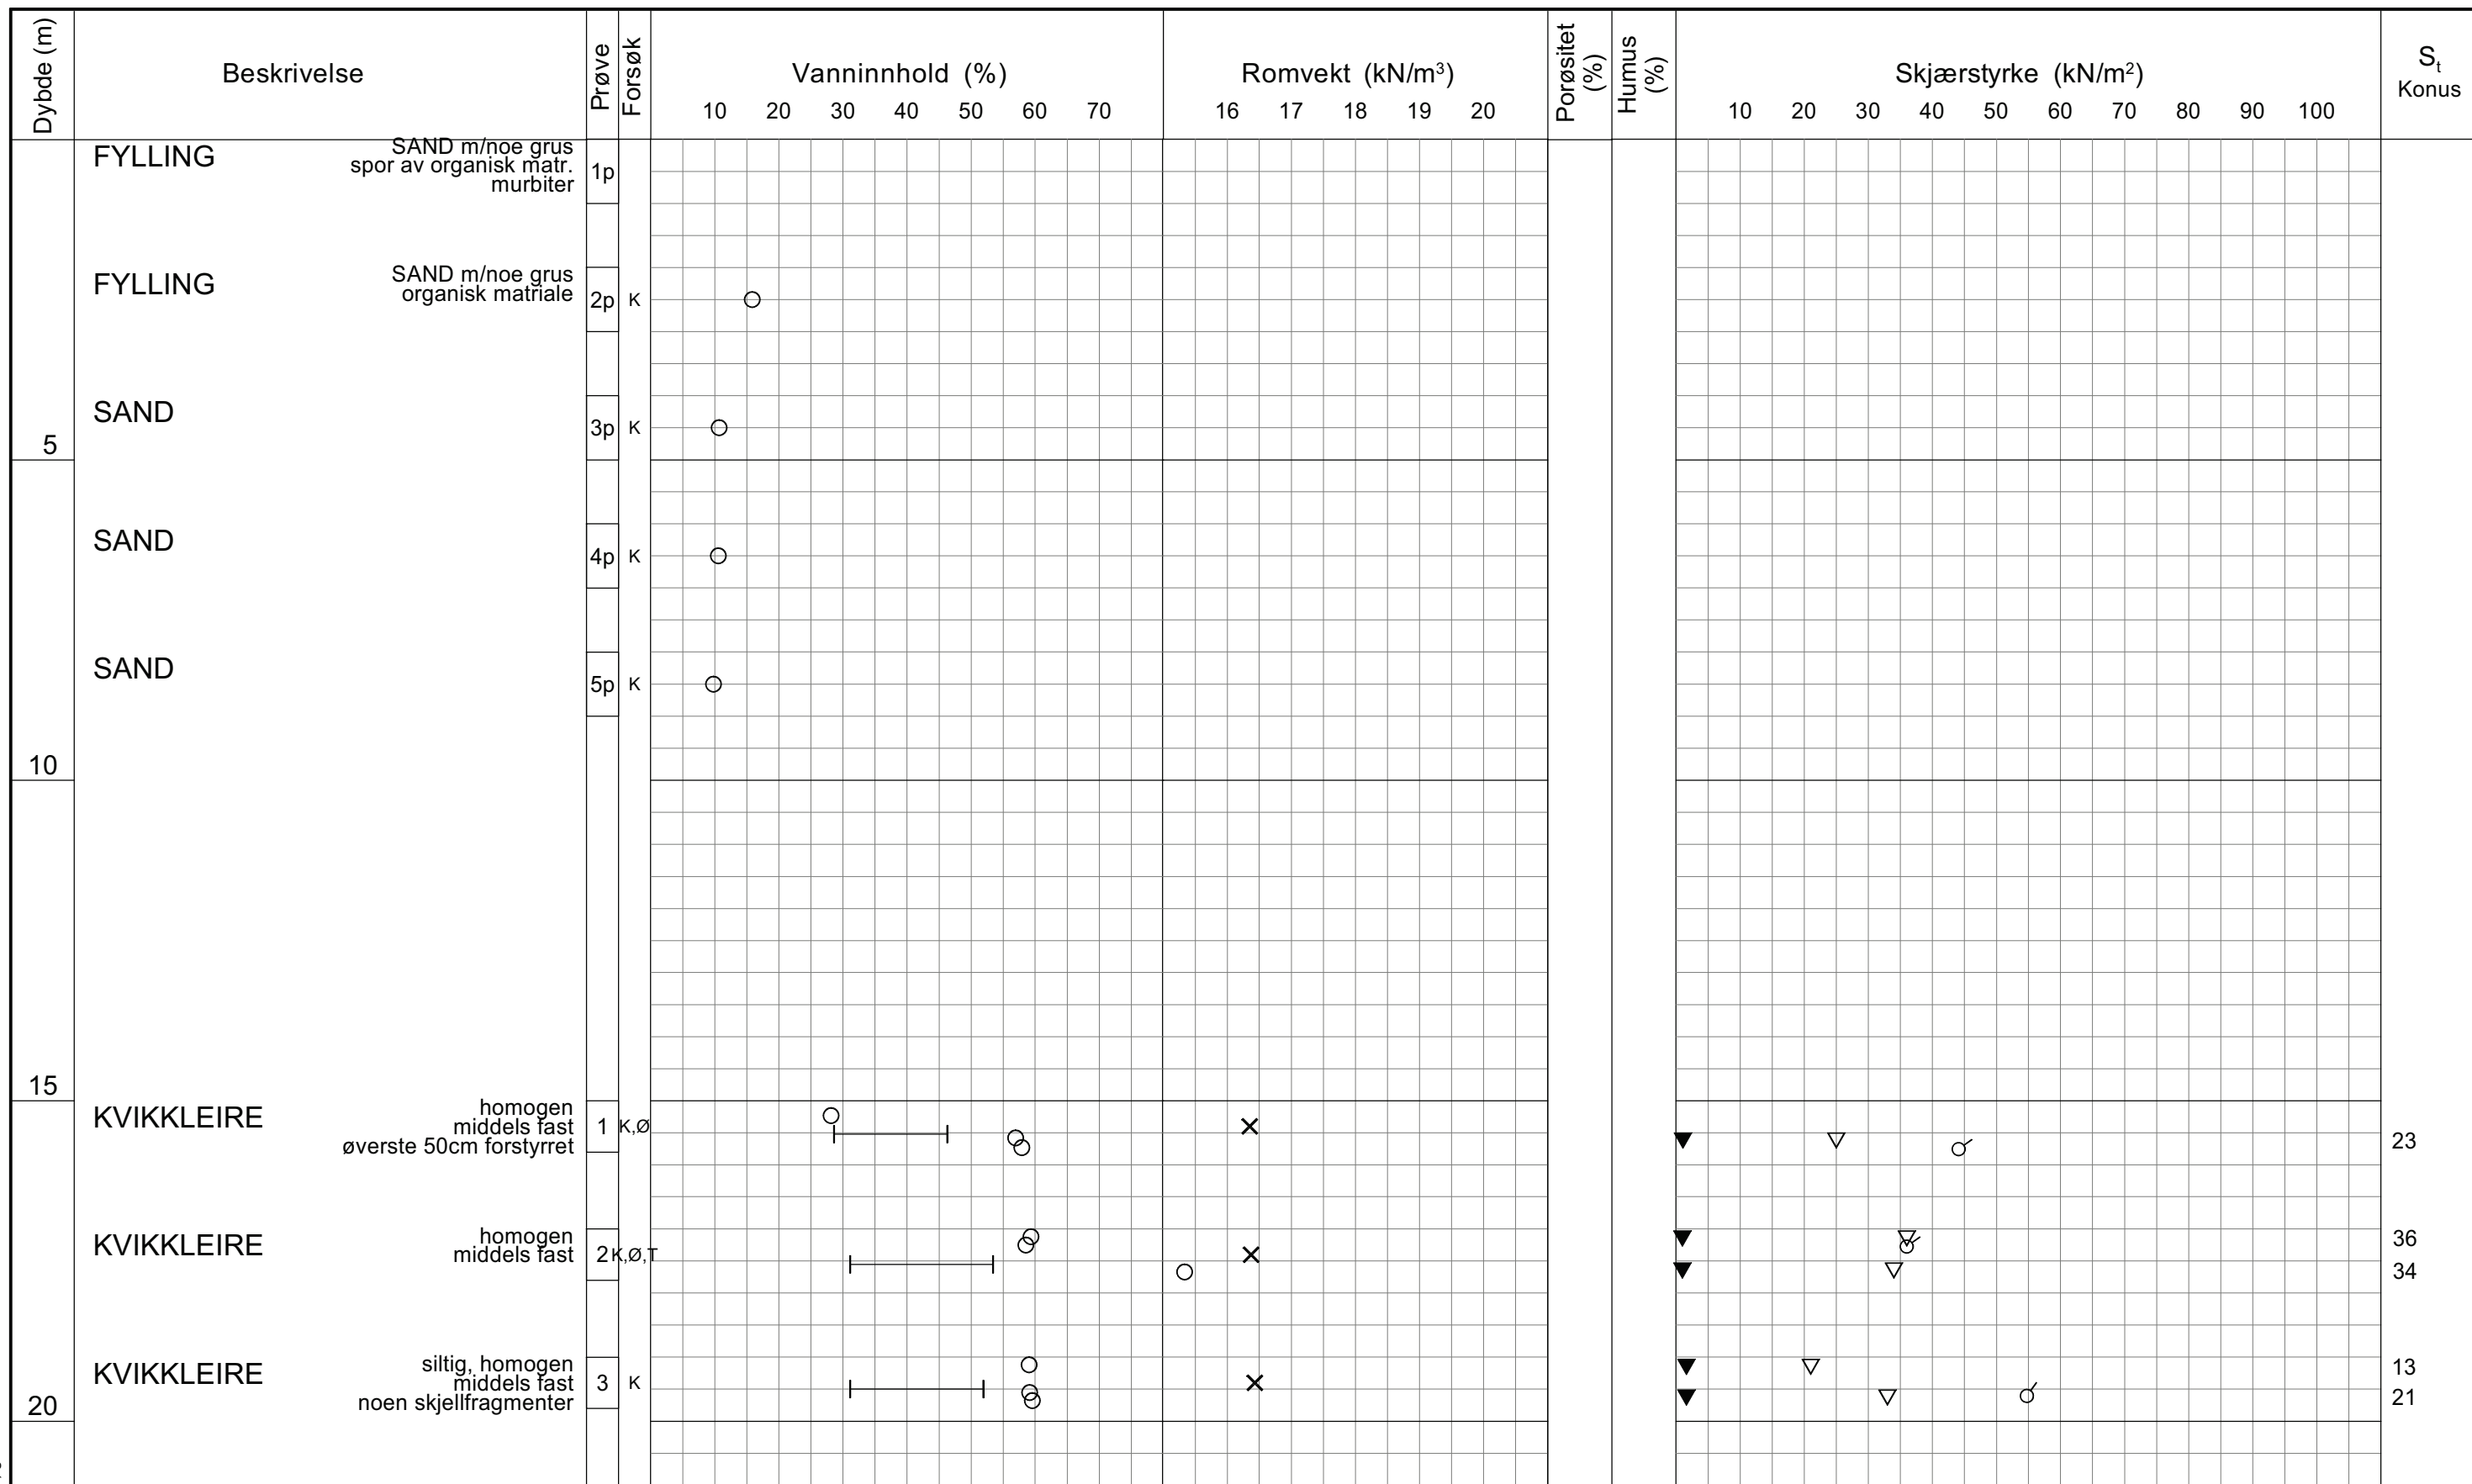 Dybde (m)
Beskrivelse
Prøve
Forsøk
Vanninnhold (%)
10 20 30 40 50 60 70
Romvekt (kN/m³)
16 17 18 19 20
Porøsitet
(%)
Humus
(%)
Skjærstyrke (kN/m²)
10 20 30 40 50 60 70 80 90 100
St
Konus
FYLLING
SAND m/noe grus
spor av organisk matr.
murbiter
1p
FYLLING
SAND m/noe grus
organisk matriale
2p K
SAND
3p K
5
SAND
4p K
SAND
5p K
10
15
KVIKKLEIRE
homogen
middels fast
øverste 50cm forstyrret
1 K,Ø
23
KVIKKLEIRE
homogen
middels fast
2 K,Ø,T
36
34
KVIKKLEIRE
siltig, homogen
middels fast
noen skjellfragmenter
3 K
13
21
20